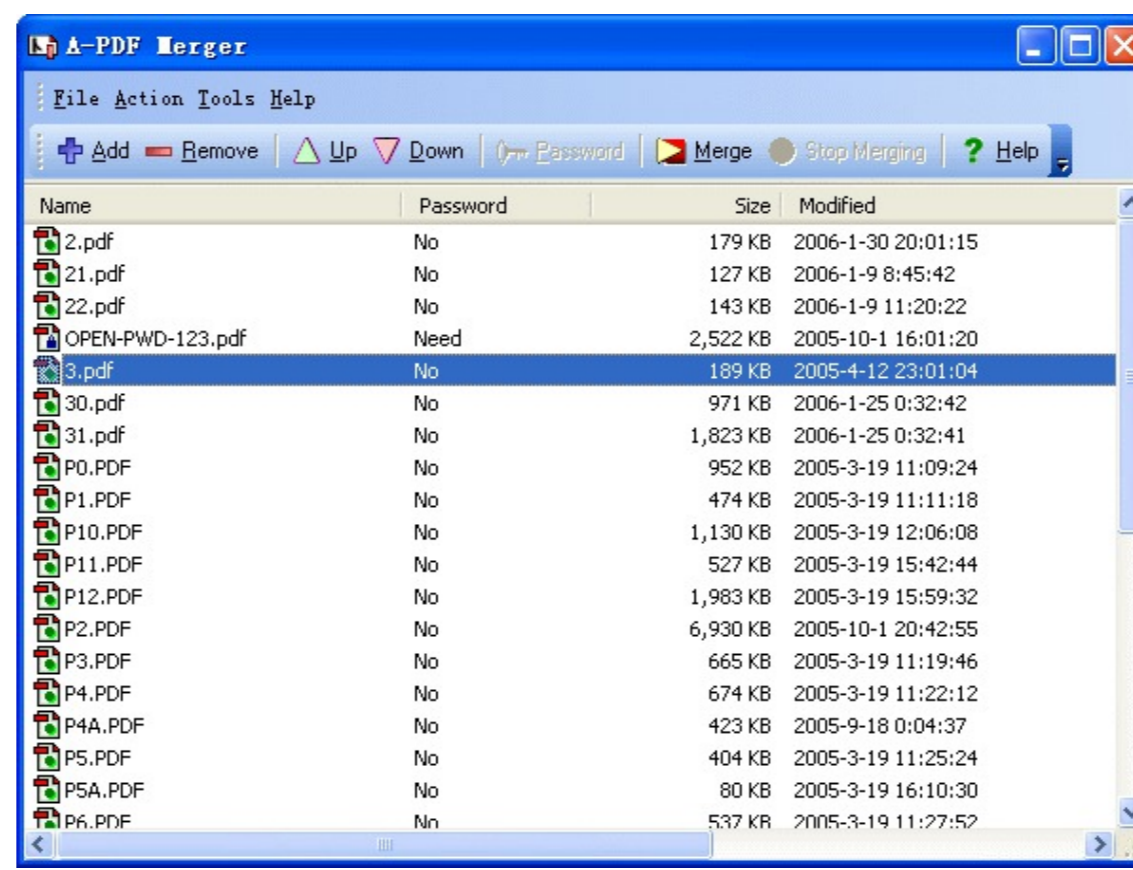 A-PDF Merger
File Action Tools Help
Add Remove Up Down Password Merge Stop Merging Help
Name Password Size Modified
2.pdf No 179 KB 2006-1-30 20:01:15
21.pdf No 127 KB 2006-1-9 8:45:42
22.pdf No 143 KB 2006-1-9 11:20:22
OPEN-PWD-123.pdf Need 2,522 KB 2005-10-1 16:01:20
3.pdf No 189 KB 2005-4-12 23:01:04
30.pdf No 971 KB 2006-1-25 0:32:42
31.pdf No 1,823 KB 2006-1-25 0:32:41
P0.PDF No 952 KB 2005-3-19 11:09:24
P1.PDF No 474 KB 2005-3-19 11:11:18
P10.PDF No 1,130 KB 2005-3-19 12:06:08
P11.PDF No 527 KB 2005-3-19 15:42:44
P12.PDF No 1,983 KB 2005-3-19 15:59:32
P2.PDF No 6,930 KB 2005-10-1 20:42:55
P3.PDF No 665 KB 2005-3-19 11:19:46
P4.PDF No 674 KB 2005-3-19 11:22:12
P4A.PDF No 423 KB 2005-9-18 0:04:37
P5.PDF No 404 KB 2005-3-19 11:25:24
P5A.PDF No 80 KB 2005-3-19 16:10:30
P6.PDF No 537 KB 2005-3-19 11:27:52